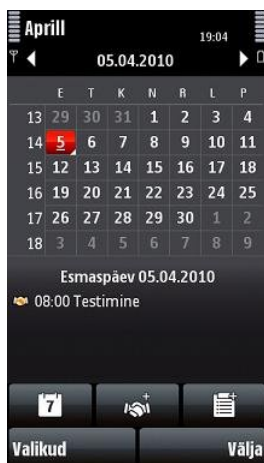 Aprill 19:04
05.04.2010
E T K N R L P
13 29 30 31 1 2 3 4
14 5 6 7 8 9 10 11
15 12 13 14 15 16 17 18
16 19 20 21 22 23 24 25
17 26 27 28 29 30 1 2
18 3 4 5 6 7 8 9
Esmaspäev 05.04.2010
08:00 Testimine
7
Valikud Välja